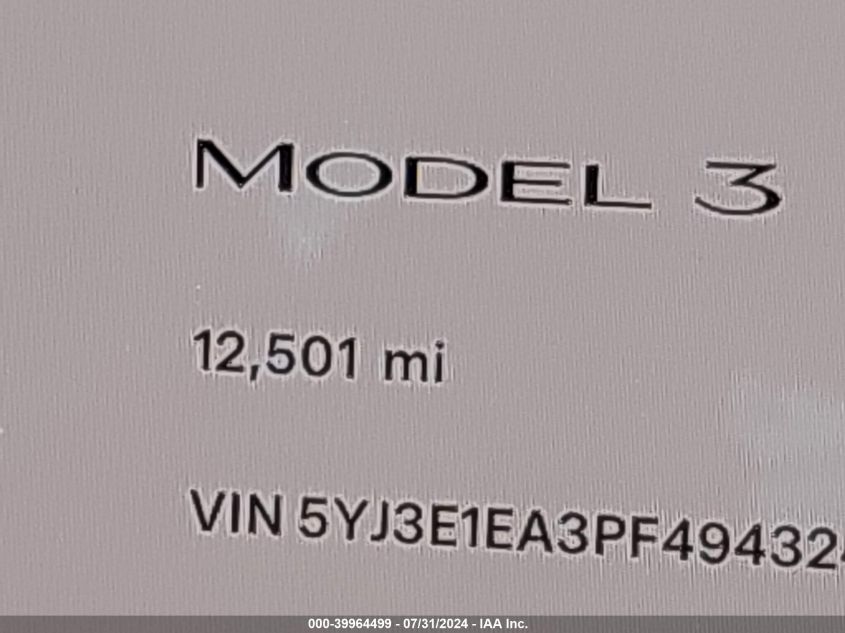 MODEL 3
12,501 mi
VIN 5YJ3E1EA3PF49432
000-39964499 - 07/31/2024 - IAA Inc.